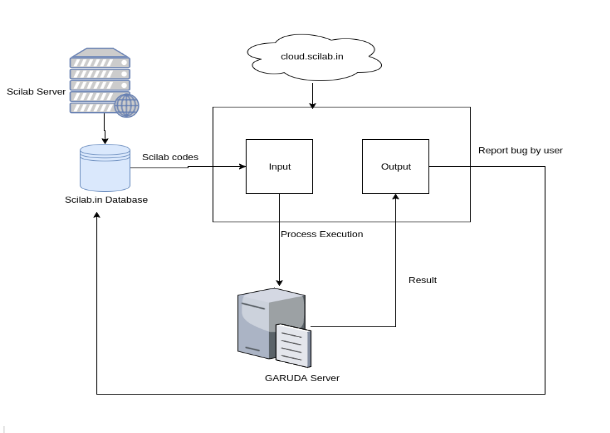 cloud.scilab.in
Scilab Server
Report bug by user
Scilab codes
Input
Output
Scilab.in Database
Process Execution
Result
GARUDA Server